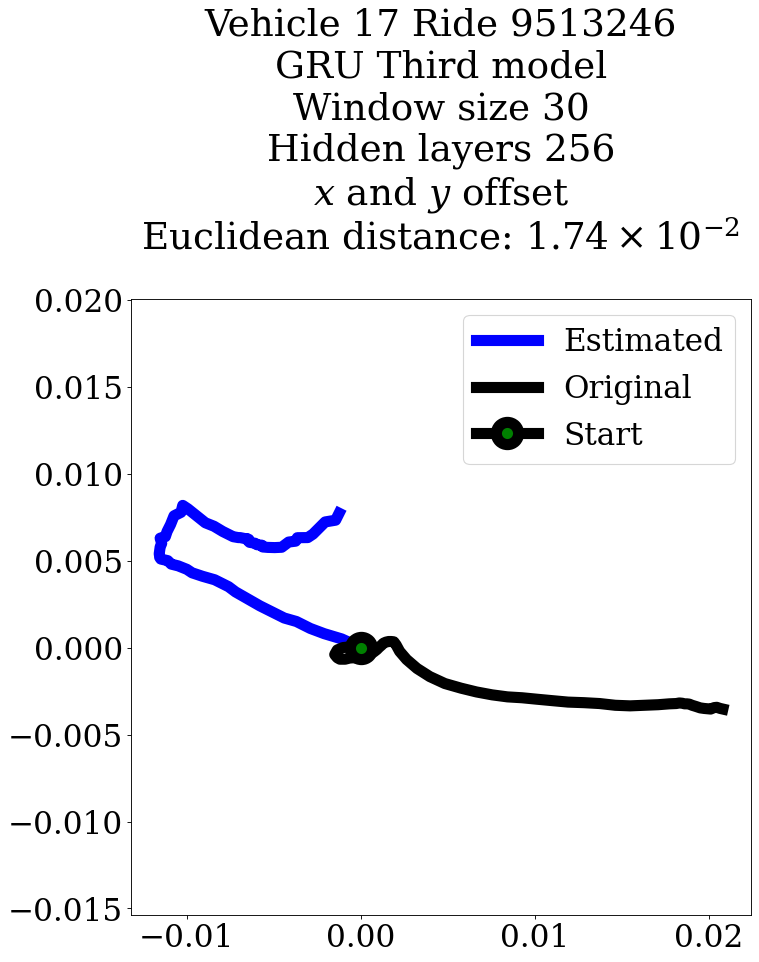 Vehicle 17 Ride 9513246
GRU Third model
Window size 30
Hidden layers 256
x and y offset
Euclidean distance: 1.74 × 10⁻²
0.020
0.015
0.010
0.005
0.000
−0.005
−0.010
−0.015
Estimated
Original
Start
−0.01
0.00
0.01
0.02